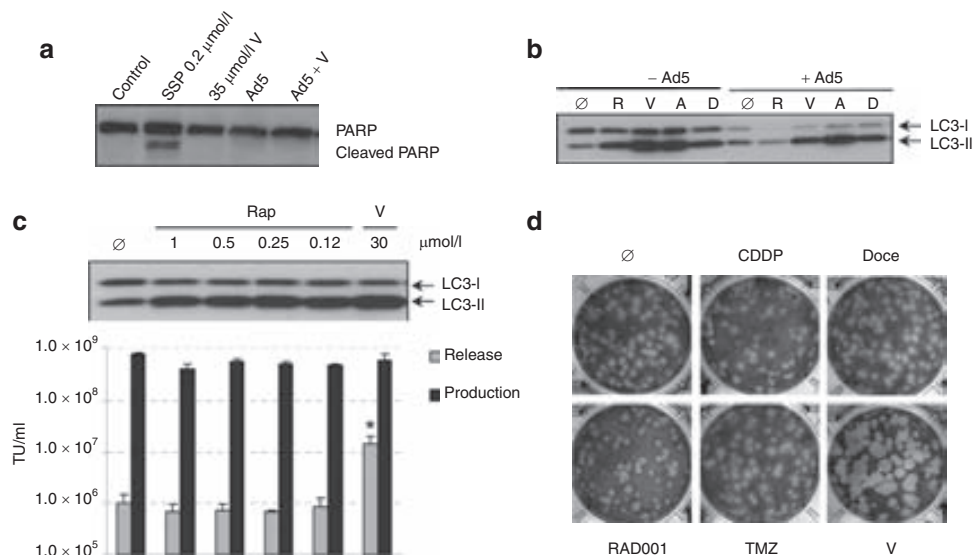 a
Control
SSP 0.2 μmol/l
35 μmol/l V
Ad5
Ad5 + V
PARP
Cleaved PARP
b
− Ad5
+ Ad5
∅ R V A D ∅ R V A D
LC3-I
LC3-II
c
Rap V
∅ 1 0.5 0.25 0.12 30 μmol/l
LC3-I
LC3-II
1.0 × 10⁹
1.0 × 10⁸
1.0 × 10⁷
1.0 × 10⁶
1.0 × 10⁵
TU/ml
*
Release
Production
d
∅ CDDP Doce
RAD001 TMZ V